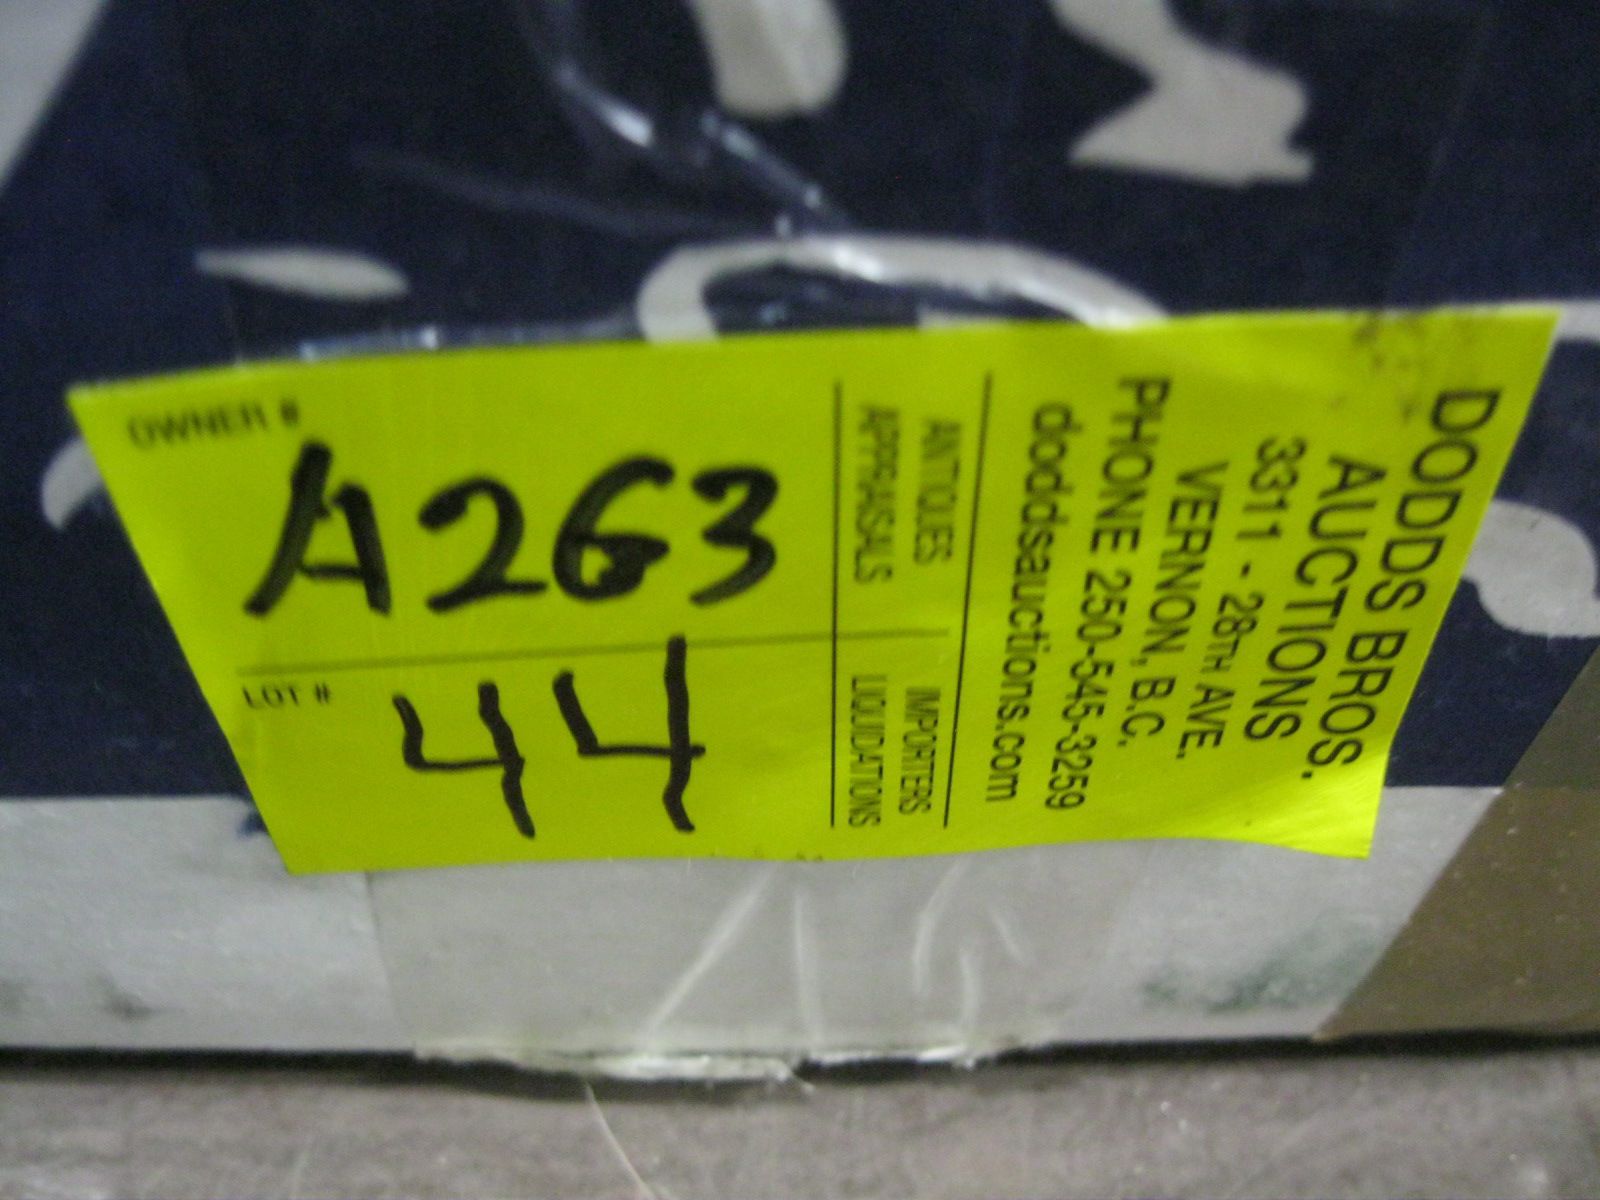 OWNER #
A263
LOT #
44
ANTIQUES IMPORTERS
APPRAISALS LIQUIDATIONS
DODDS BROS.
AUCTIONS
3311 - 28TH AVE.
VERNON, B.C.
PHONE 250-545-3259
doddsauctions.com